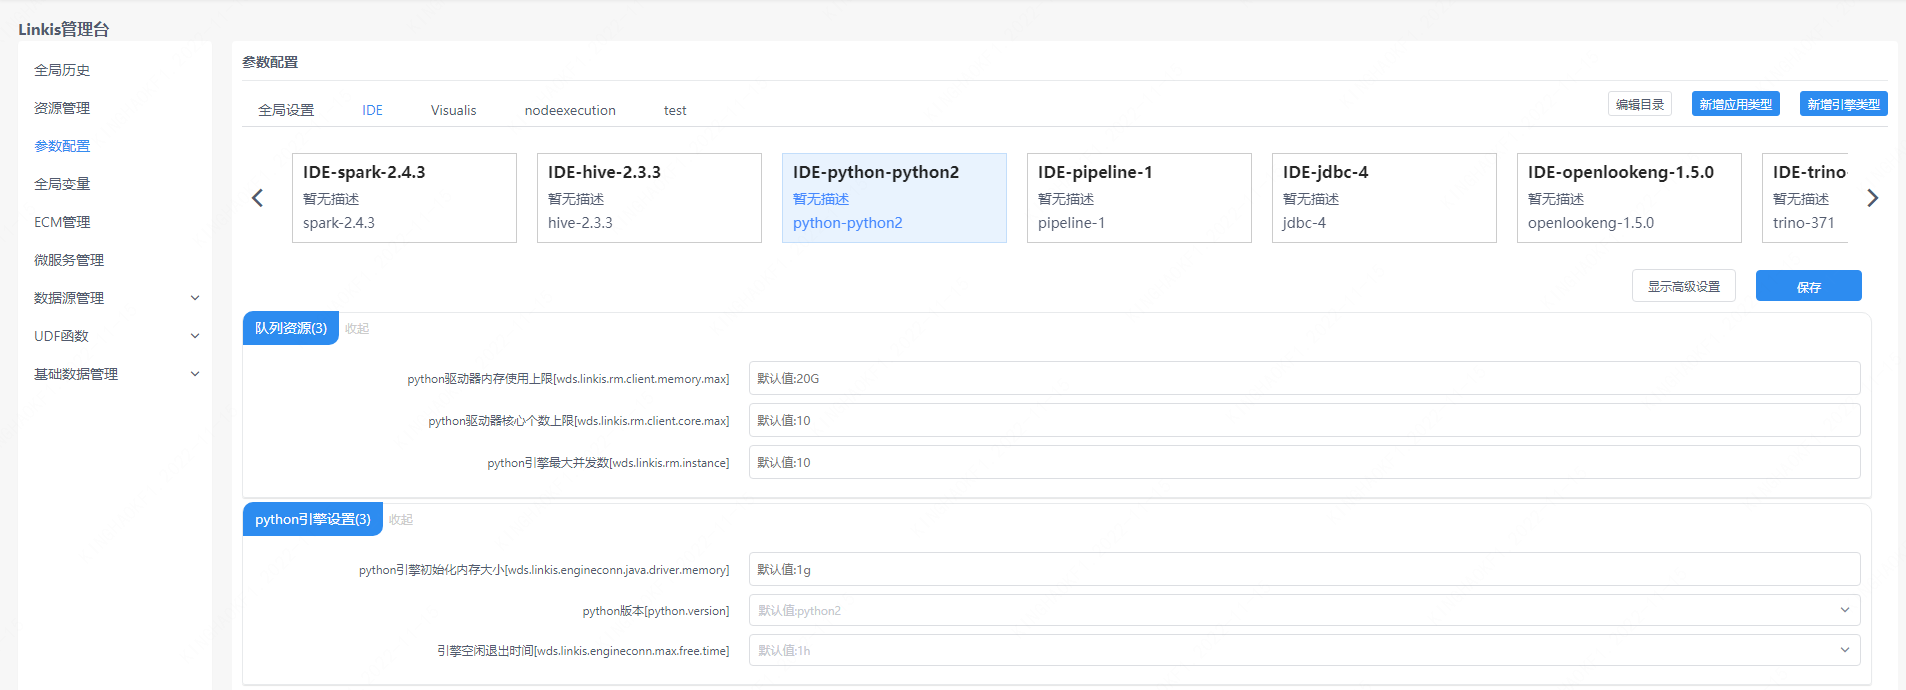 Linkis管理台
全局历史
资源管理
参数配置
全局变量
ECM管理
微服务管理
数据源管理
UDF函数
基础数据管理
参数配置
全局设置 IDE Visualis nodeexecution test
编辑目录 新增应用类型 新增引擎类型
IDE-spark-2.4.3
暂无描述
spark-2.4.3
IDE-hive-2.3.3
暂无描述
hive-2.3.3
IDE-python-python2
暂无描述
python-python2
IDE-pipeline-1
暂无描述
pipeline-1
IDE-jdbc-4
暂无描述
jdbc-4
IDE-openlookeng-1.5.0
暂无描述
openlookeng-1.5.0
IDE-trino
暂无描述
trino-371
显示高级设置 保存
队列资源(3) 收起
python驱动器内存使用上限[wds.linkis.rm.client.memory.max] 默认值:20G
python驱动器核心个数上限[wds.linkis.rm.client.core.max] 默认值:10
python引擎最大并发数[wds.linkis.rm.instance] 默认值:10
python引擎设置(3) 收起
python引擎初始化内存大小[wds.linkis.engineconn.java.driver.memory] 默认值:1g
python版本[python.version] 默认值:python2
引擎空闲退出时间[wds.linkis.engineconn.max.free.time] 默认值:1h